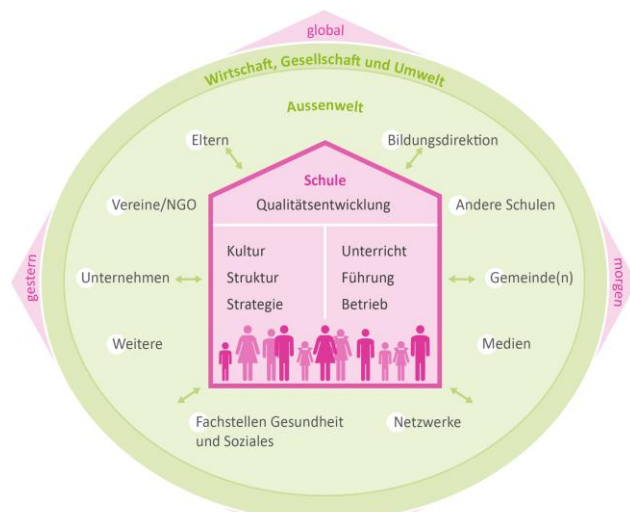 global
Wirtschaft, Gesellschaft und Umwelt
Aussenwelt
Eltern
Bildungsdirektion
Schule
Qualitätsentwicklung
Vereine/NGO
Andere Schulen
Kultur
Unterricht
gestern
Unternehmen
Struktur
Führung
Gemeinde(n)
morgen
Strategie
Betrieb
Weitere
Medien
Fachstellen Gesundheit
und Soziales
Netzwerke